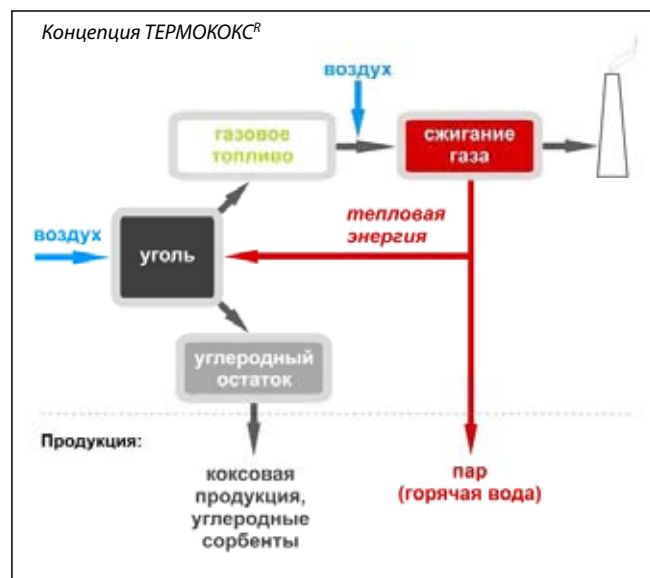 Концепция ТЕРМОКОКСᴿ
воздух
газовое
топливо
сжигание
газа
тепловая
энергия
воздух
уголь
углеродный
остаток
Продукция:
коксовая
продукция,
углеродные
сорбенты
пар
(горячая вода)